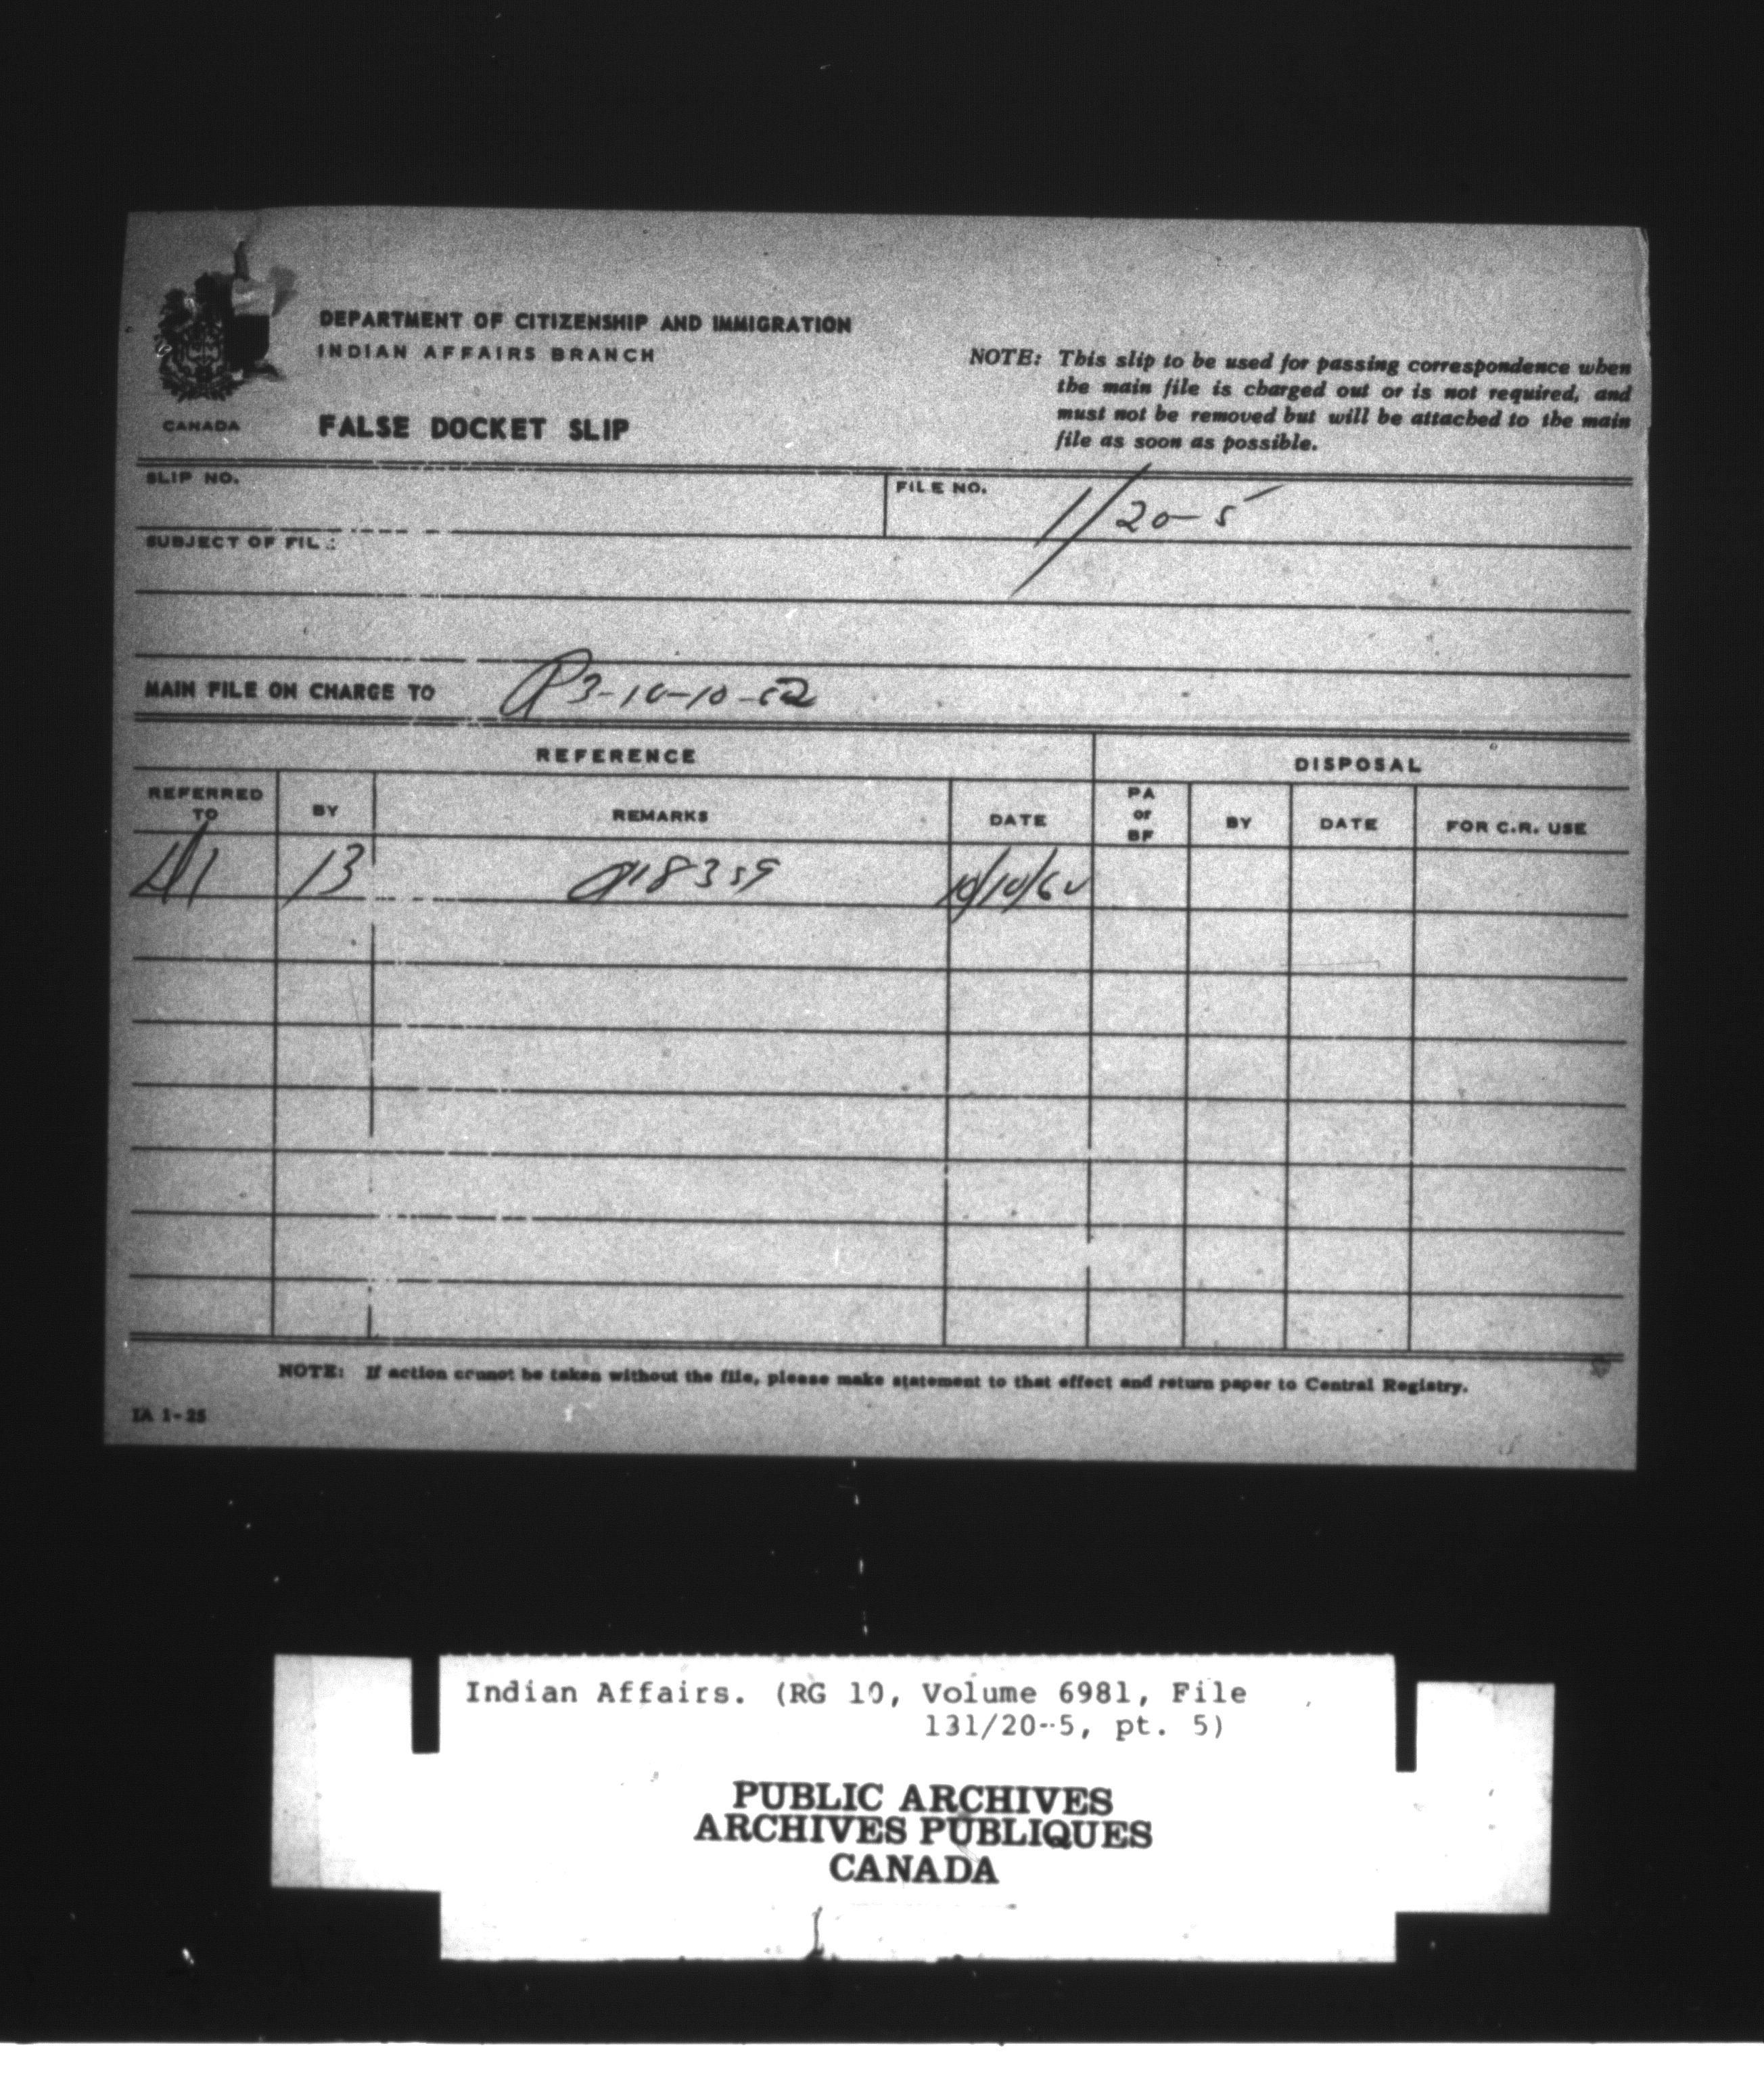 DEPARTMENT OF CITIZENSHIP AND IMMIGRATION
INDIAN AFFAIRS BRANCH
CANADA
FALSE DOCKET SLIP
NOTE: This slip to be used for passing correspondence when
the main file is charged out or is not required, and
must not be removed but will be attached to the main
file as soon as possible.
SLIP NO.
FILE NO. 1/20-5
SUBJECT OF FIL:
MAIN FILE ON CHARGE TO
REFERENCE
DISPOSAL
REFERRED TO BY REMARKS DATE PA or BF BY DATE FOR C.R. USE
13 18359 10/10/62
NOTE: If action crunot be taken without the file, please make statement to that effect and return paper to Central Registry.
IA 1-25
Indian Affairs. (RG 10, Volume 6981, File
131/20-5, pt. 5)
PUBLIC ARCHIVES
ARCHIVES PUBLIQUES
CANADA